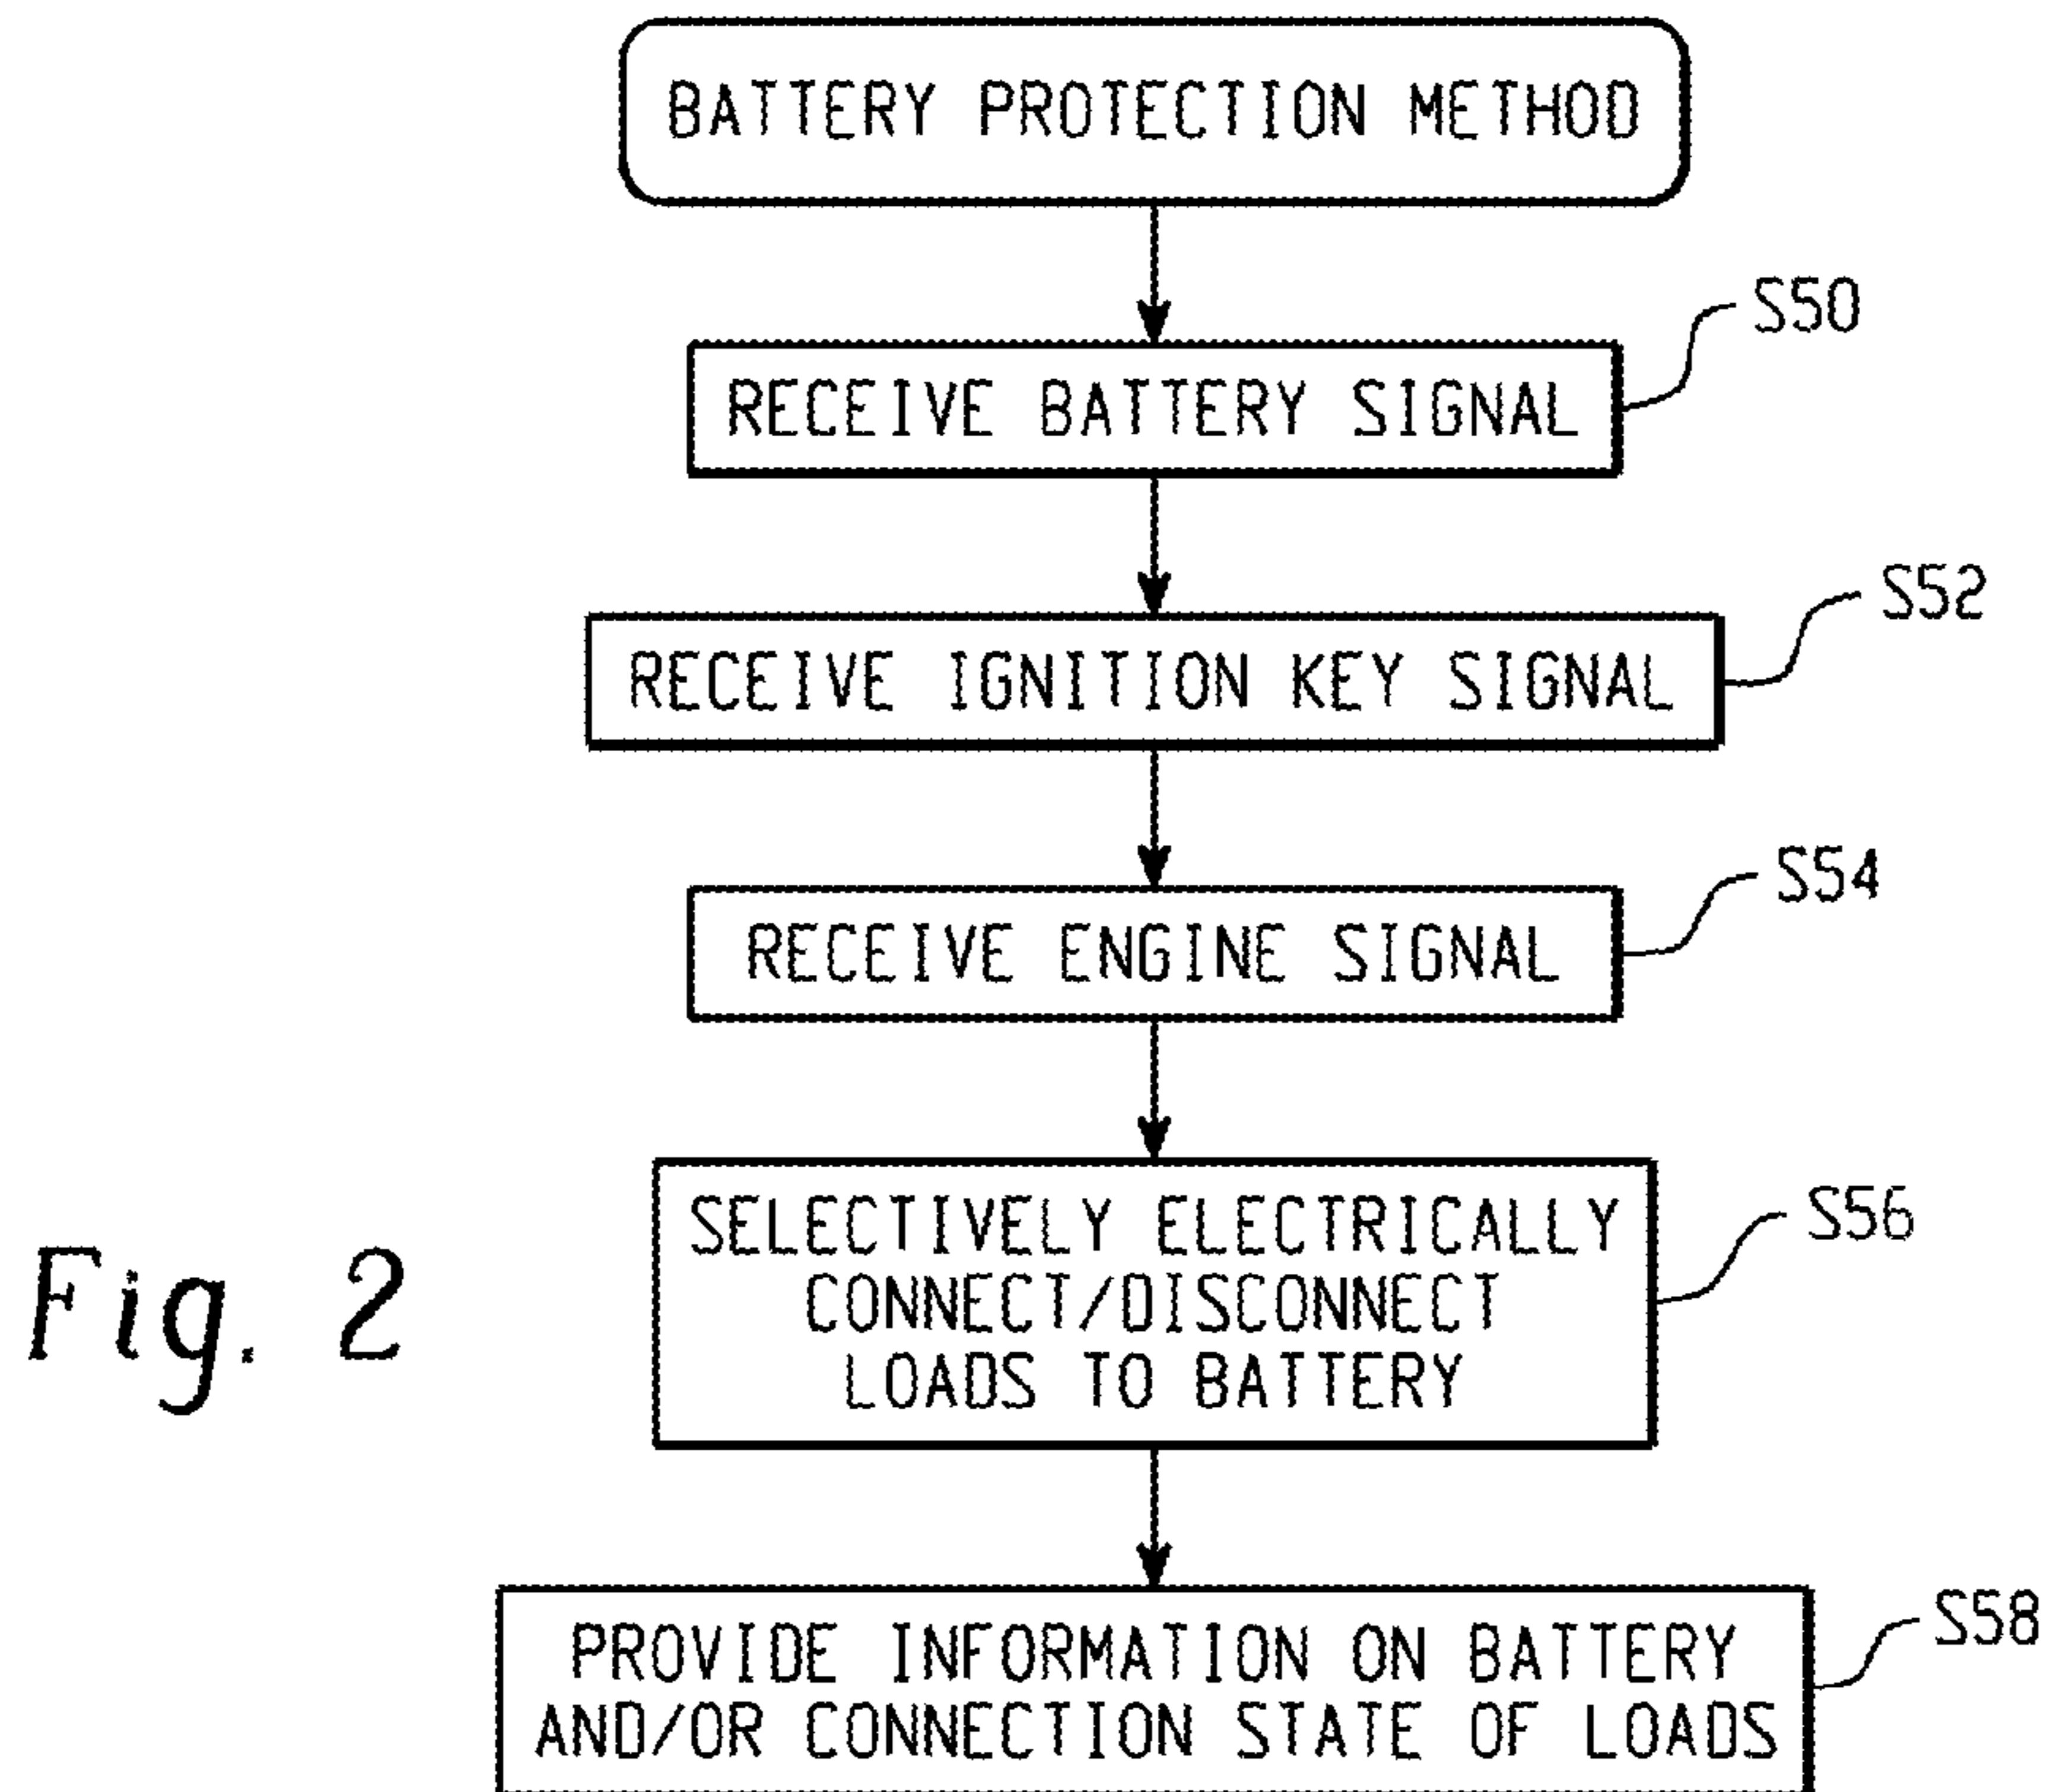 BATTERY PROTECTION METHOD
S50
RECEIVE BATTERY SIGNAL
S52
RECEIVE IGNITION KEY SIGNAL
S54
RECEIVE ENGINE SIGNAL
S56
SELECTIVELY ELECTRICALLY
CONNECT/DISCONNECT
LOADS TO BATTERY
Fig. 2
S58
PROVIDE INFORMATION ON BATTERY
AND/OR CONNECTION STATE OF LOADS